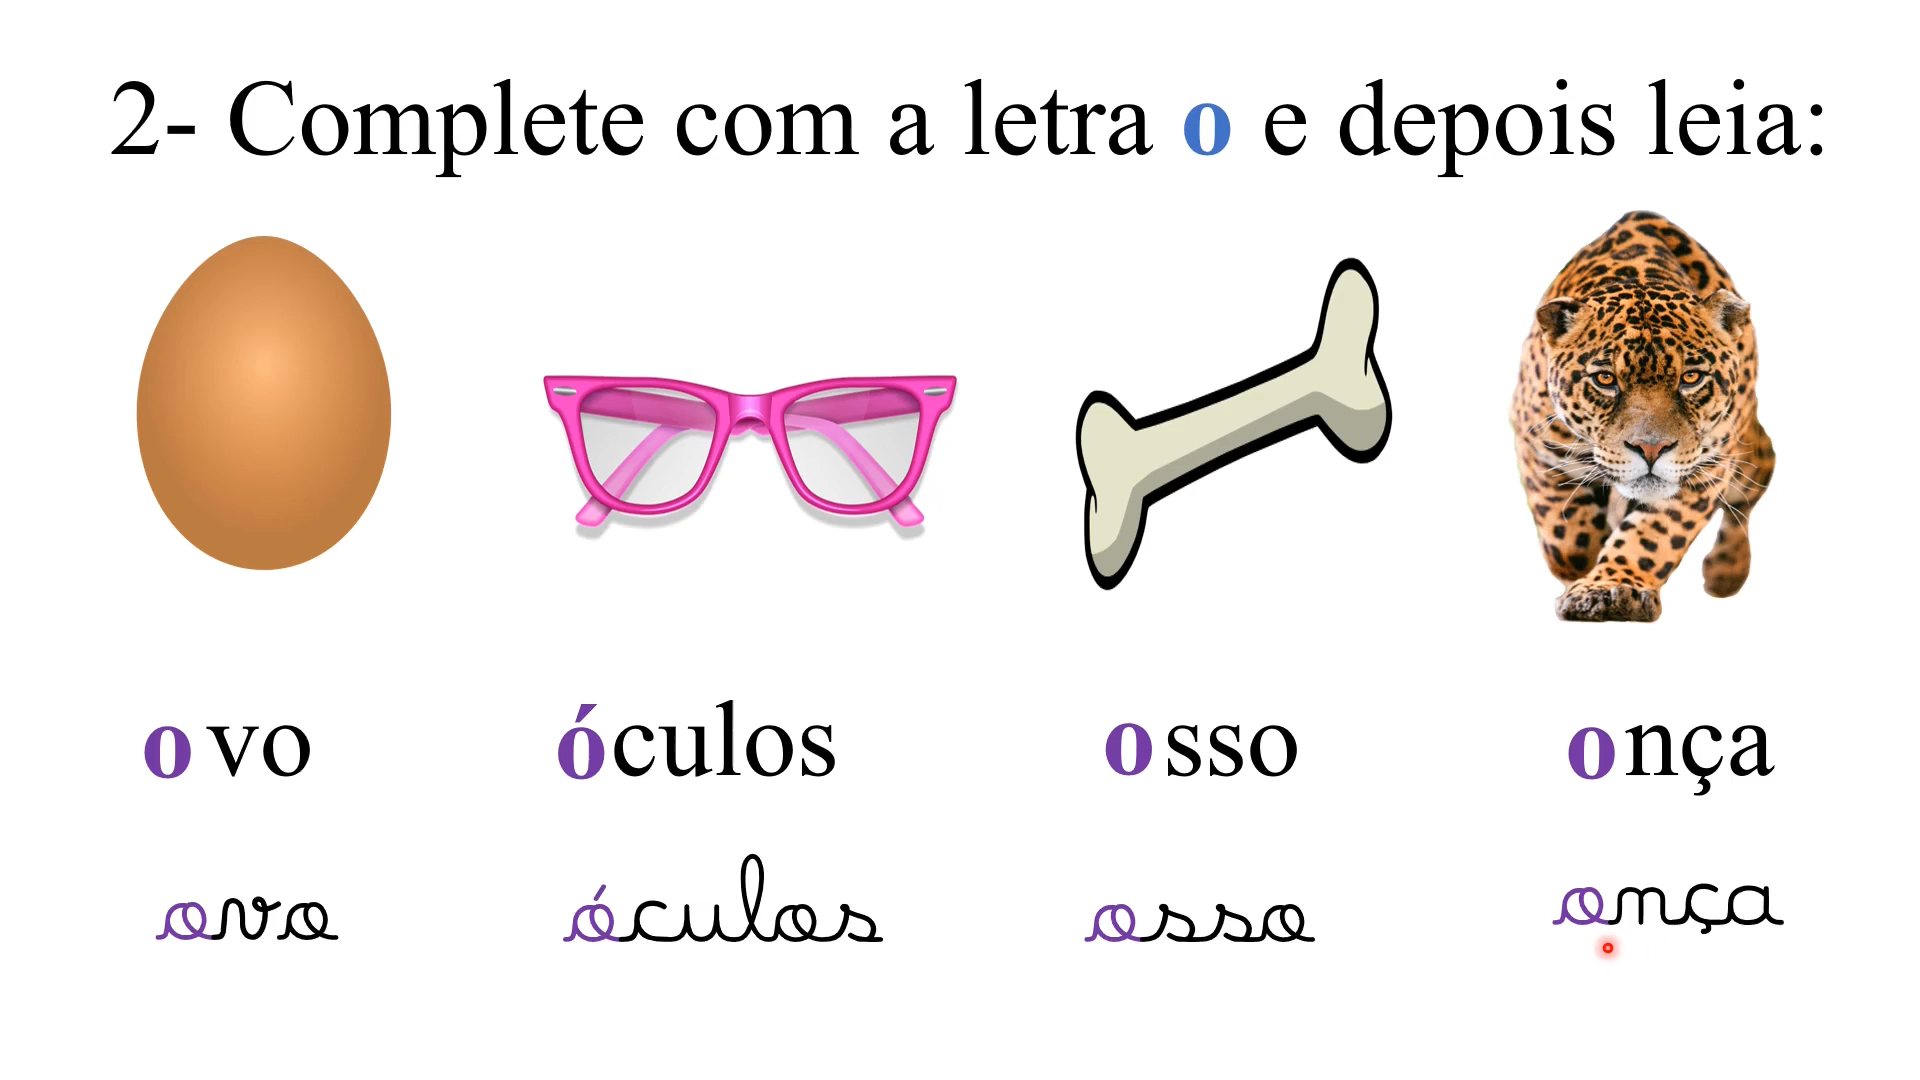 2- Complete com a letra o e depois leia:
ovo óculos osso onça
ovo óculos osso onça